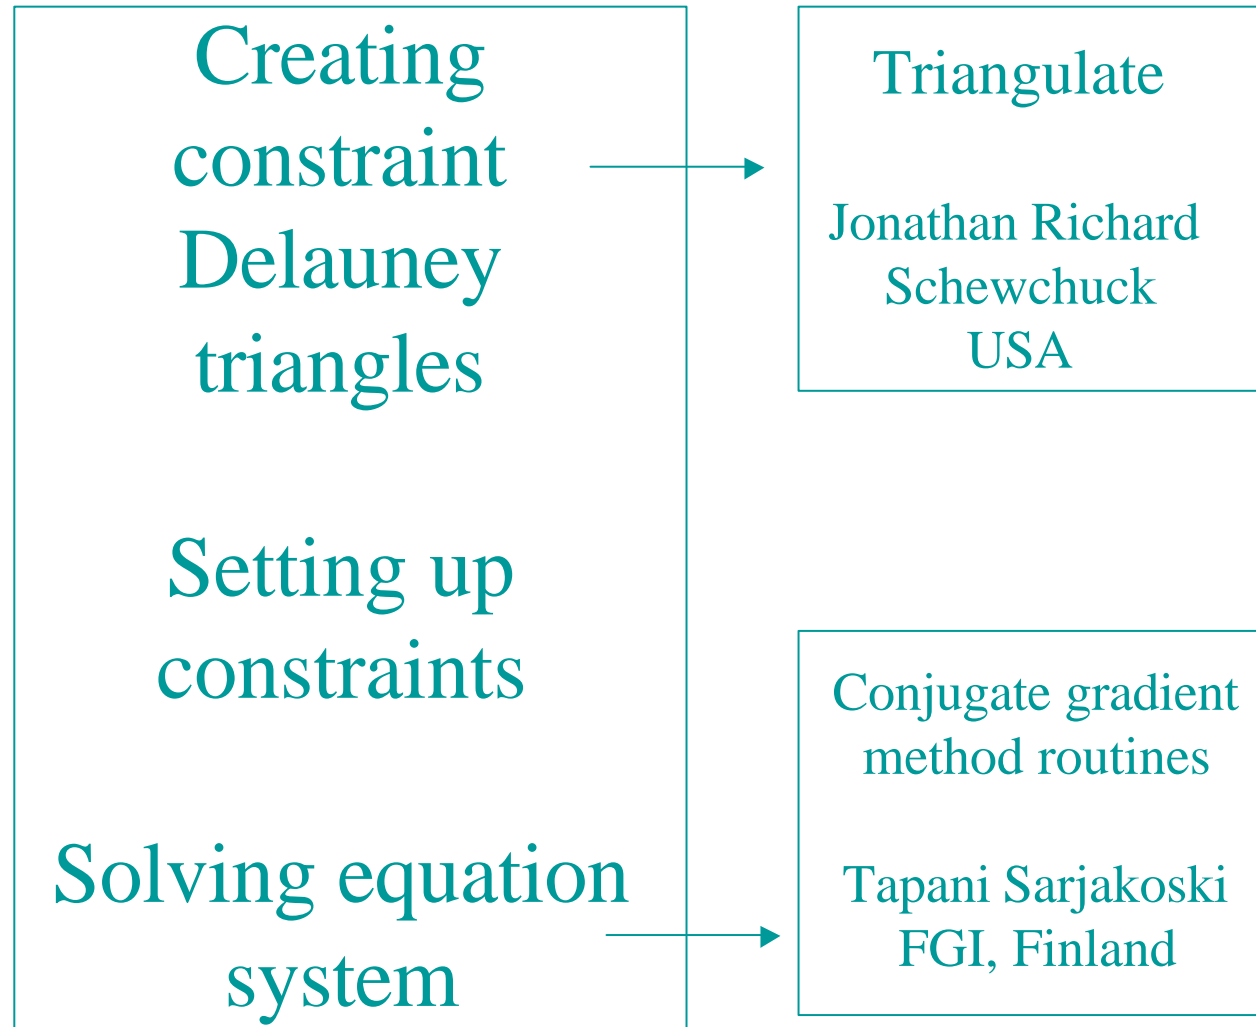 Creating
constraint
Delauney
triangles
Setting up
constraints
Solving equation
system
Triangulate
Jonathan Richard
Schewchuck
USA
Conjugate gradient
method routines
Tapani Sarjakoski
FGI, Finland